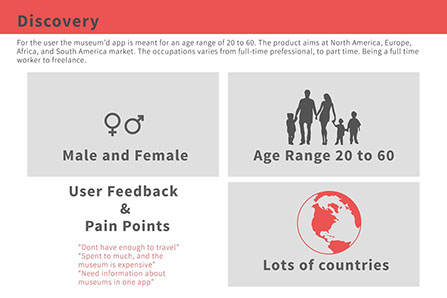 Discovery
For the user the museum'd app is meant for an age range of 20 to 60. The product aims at North America, Europe,
Africa, and South America market. The occupations varies from full-time prefessional, to part time. Being a full time
worker to freelance.
Male and Female
Age Range 20 to 60
User Feedback
&
Pain Points
"Dont have enough to travel"
"Spent to much, and the
museum is expensive"
"Need information about
museums in one app"
Lots of countries